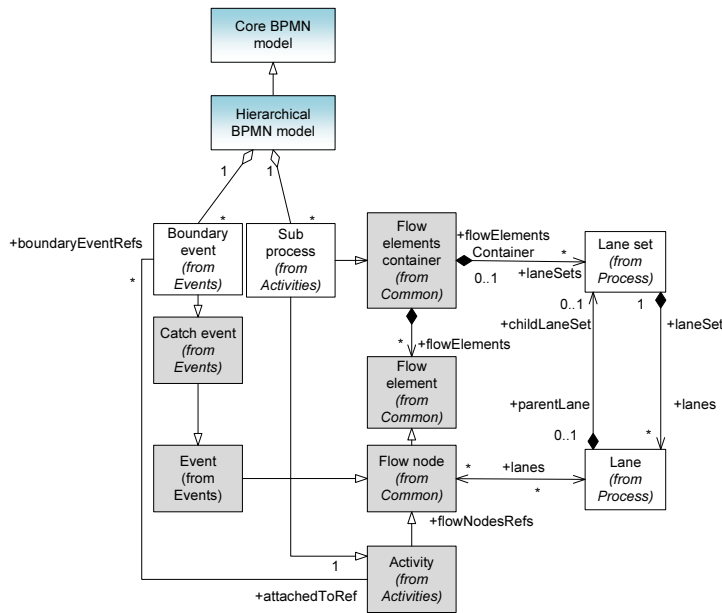 Core BPMN
model
Hierarchical
BPMN model
1
1
*
*
+boundaryEventRefs
*
Boundary
event
(from
Events)
Sub
process
(from
Activities)
Flow
elements
container
(from
Common)
+flowElements
Container
0..1
*
+laneSets
Lane set
(from
Process)
0..1
1
+childLaneSet
+laneSet
Catch event
(from
Events)
*
+flowElements
Flow
element
(from
Common)
+parentLane
0..1
+lanes
*
Event
(from
Events)
Flow node
(from
Common)
*
+lanes
*
Lane
(from
Process)
+flowNodesRefs
1
+attachedToRef
Activity
(from
Activities)